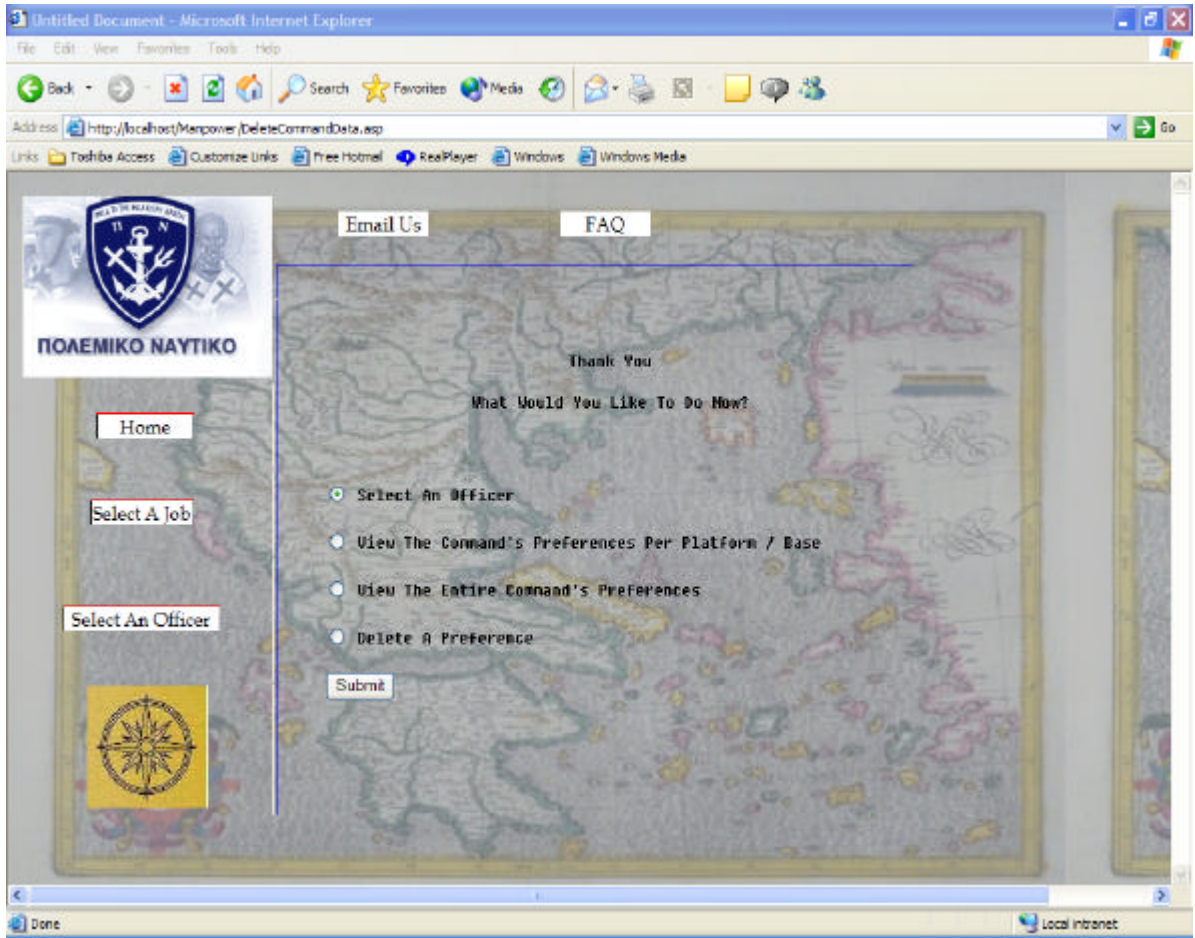 Untitled Document - Microsoft Internet Explorer
File Edit View Favorites Tools Help
Back Search Favorites Media
Address http://localhost/Manpower/DeleteCommandData.asp Go
Links Toshiba Access Customize Links Free Hotmail RealPlayer Windows Windows Media
Π Ν
ΠΟΛΕΜΙΚΟ ΝΑΥΤΙΚΟ
Email Us FAQ
Thank You
What Would You Like To Do Now?
Home
Select A Job
Select An Officer
Select An Officer
View The Command's Preferences Per Platform / Base
View The Entire Command's Preferences
Delete A Preference
Submit
Done Local intranet